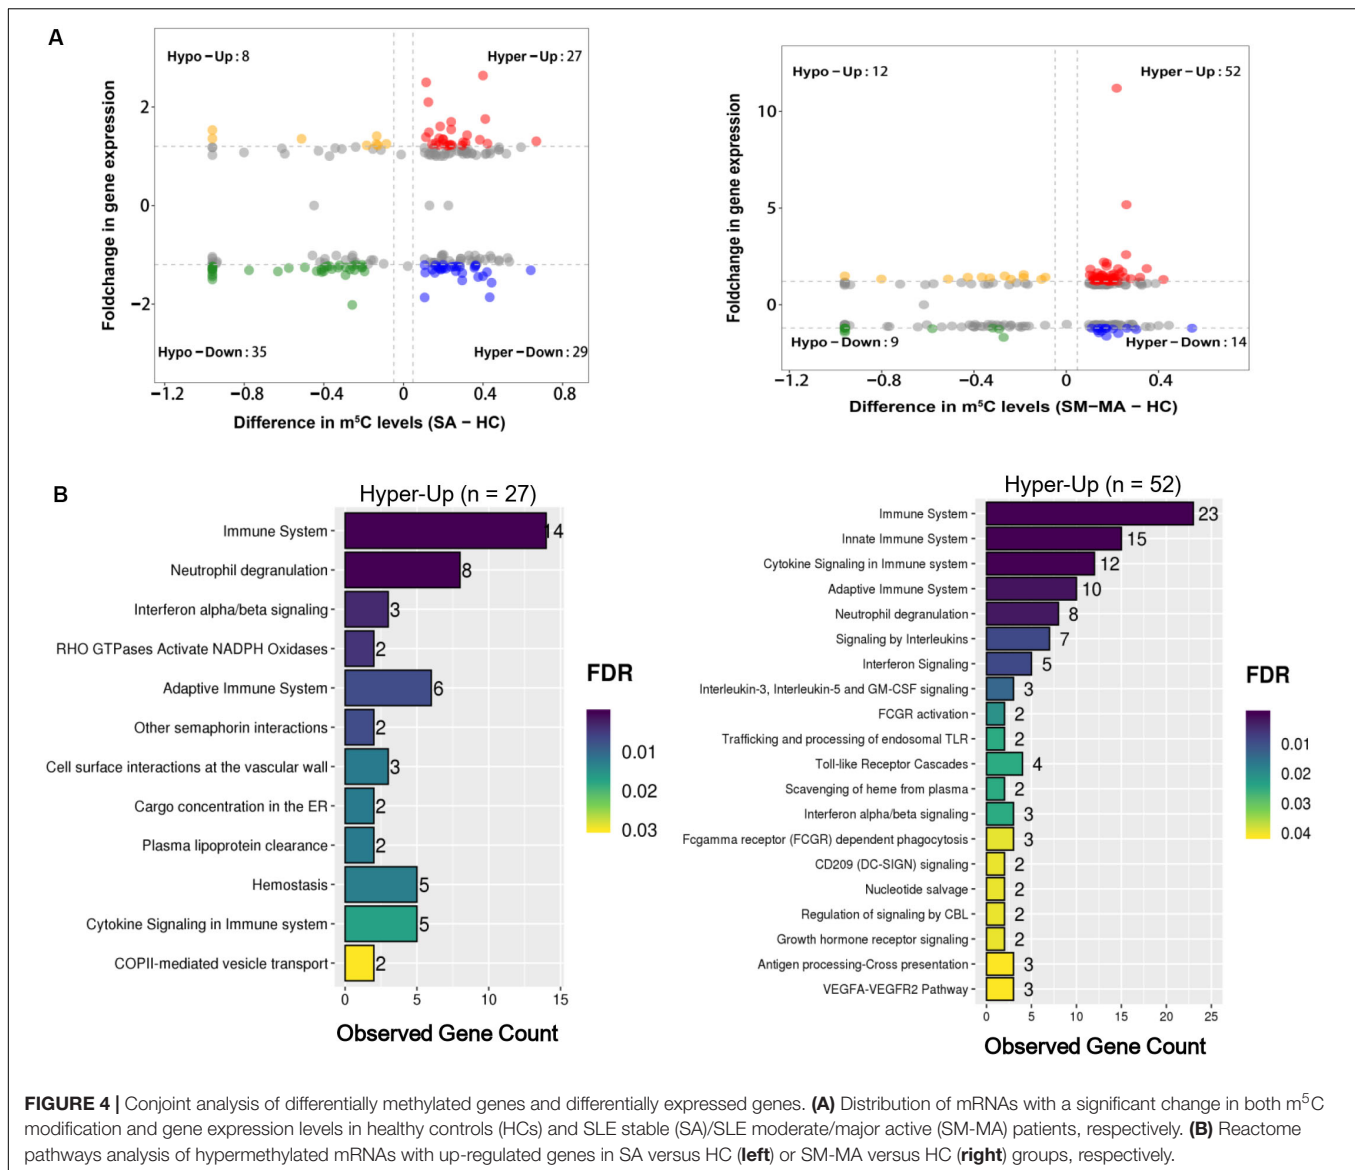 A
Hypo-Up: 8
Hyper-Up: 27
Hypo-Down: 35
Hyper-Down: 29
2
0
−2
Foldchange in gene expression
−1.2 −0.8 −0.4 0 0.4 0.8
Difference in m⁵C levels (SA − HC)
Hypo-Up: 12
Hyper-Up: 52
Hypo-Down: 9
Hyper-Down: 14
10
5
0
Foldchange in gene expression
−1.2 −0.8 −0.4 0 0.4
Difference in m⁵C levels (SM−MA − HC)
B
Hyper-Up (n = 27)
Immune System 14
Neutrophil degranulation 8
Interferon alpha/beta signaling 3
RHO GTPases Activate NADPH Oxidases 2
Adaptive Immune System 6
Other semaphorin interactions 2
Cell surface interactions at the vascular wall 3
Cargo concentration in the ER 2
Plasma lipoprotein clearance 2
Hemostasis 5
Cytokine Signaling in Immune system 5
COPII-mediated vesicle transport 2
0 5 10 15
Observed Gene Count
FDR
0.01
0.02
0.03
Hyper-Up (n = 52)
Immune System 23
Innate Immune System 15
Cytokine Signaling in Immune system 12
Adaptive Immune System 10
Neutrophil degranulation 8
Signaling by Interleukins 7
Interferon Signaling 5
Interleukin-3, Interleukin-5 and GM-CSF signaling 3
FCGR activation 2
Trafficking and processing of endosomal TLR 2
Toll-like Receptor Cascades 4
Scavenging of heme from plasma 2
Interferon alpha/beta signaling 3
Fcgamma receptor (FCGR) dependent phagocytosis 3
CD209 (DC-SIGN) signaling 2
Nucleotide salvage 2
Regulation of signaling by CBL 2
Growth hormone receptor signaling 2
Antigen processing-Cross presentation 3
VEGFA-VEGFR2 Pathway 3
0 5 10 15 20 25
Observed Gene Count
FDR
0.01
0.02
0.03
0.04
FIGURE 4 | Conjoint analysis of differentially methylated genes and differentially expressed genes. (A) Distribution of mRNAs with a significant change in both m⁵C
modification and gene expression levels in healthy controls (HCs) and SLE stable (SA)/SLE moderate/major active (SM-MA) patients, respectively. (B) Reactome
pathways analysis of hypermethylated mRNAs with up-regulated genes in SA versus HC (left) or SM-MA versus HC (right) groups, respectively.